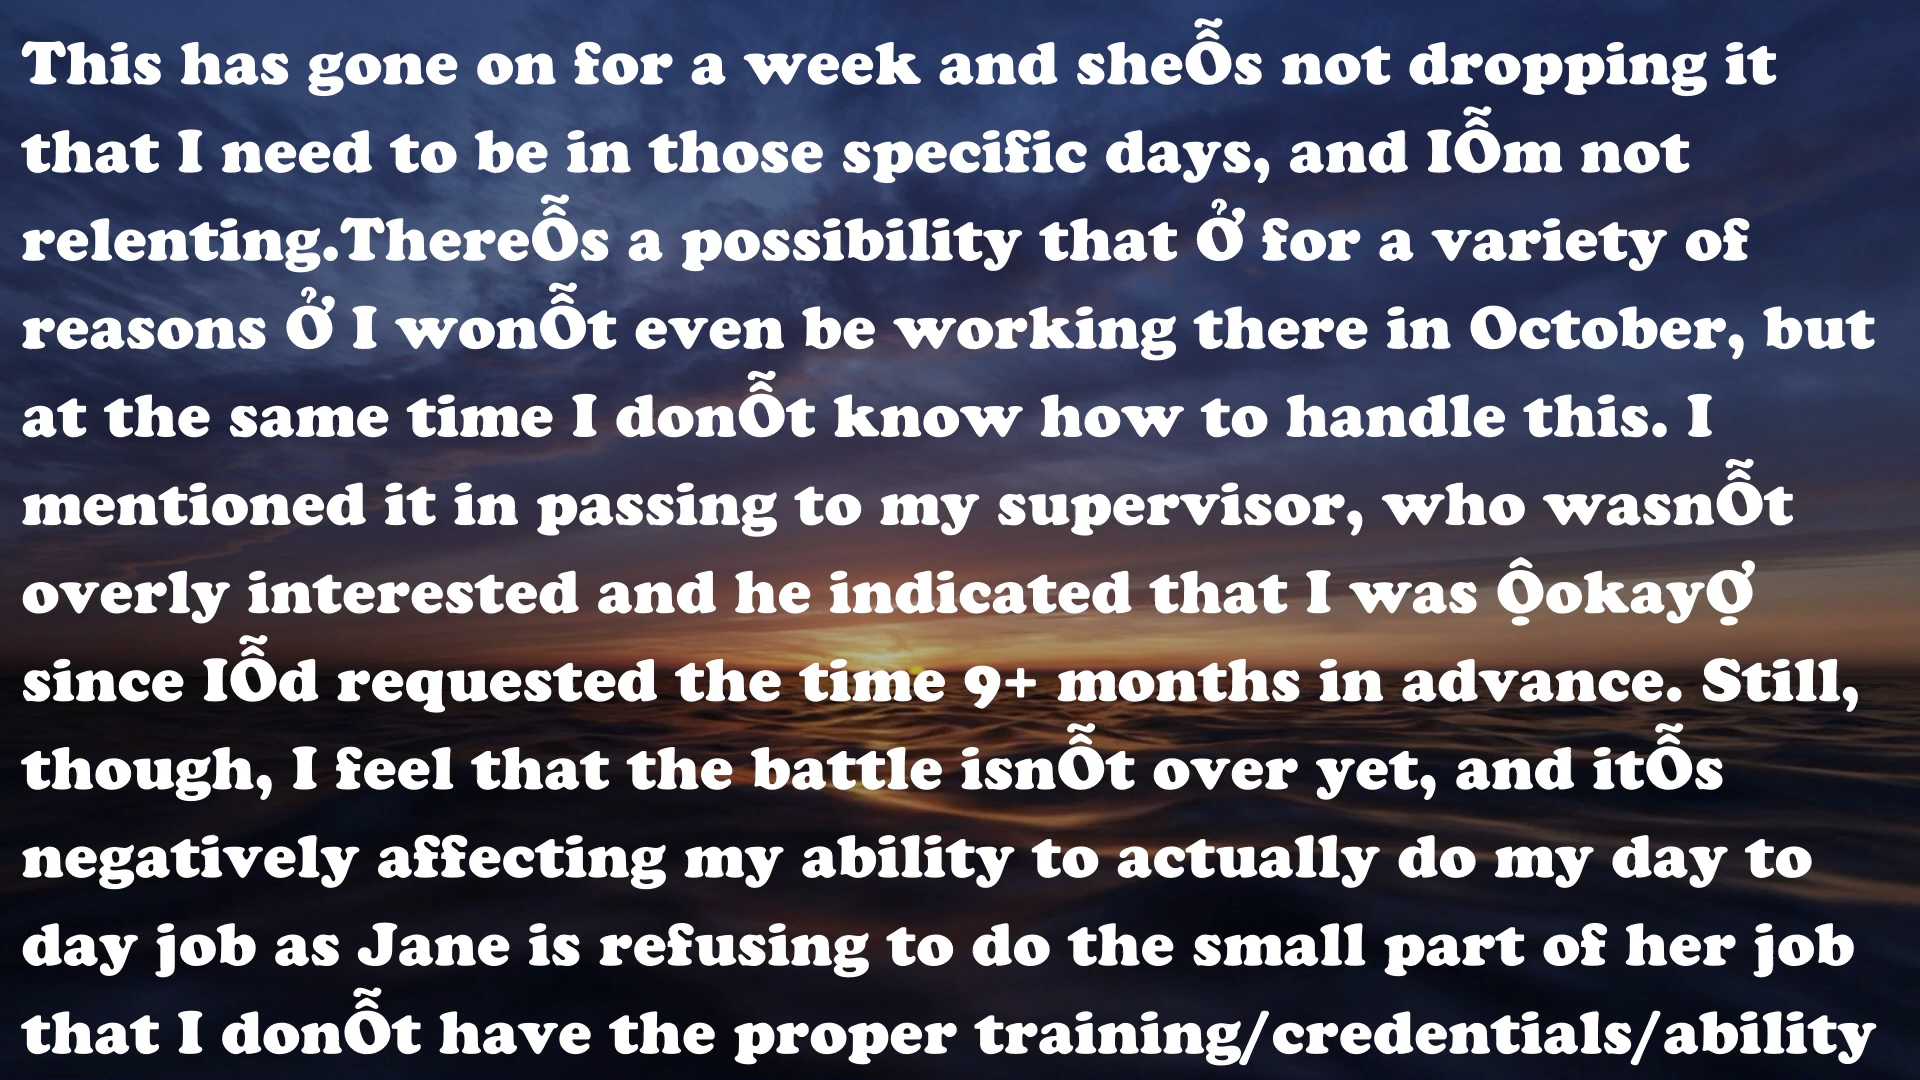 This has gone on for a week and sheỖs not dropping it
that I need to be in those specific days, and IỖm not
relenting.ThereỖs a possibility that Ở for a variety of
reasons Ở I wonỖt even be working there in October, but
at the same time I donỖt know how to handle this. I
mentioned it in passing to my supervisor, who wasnỖt
overly interested and he indicated that I was ỘokayỢ
since IỖd requested the time 9+ months in advance. Still,
though, I feel that the battle isnỖt over yet, and itỖs
negatively affecting my ability to actually do my day to
day job as Jane is refusing to do the small part of her job
that I donỖt have the proper training/credentials/ability